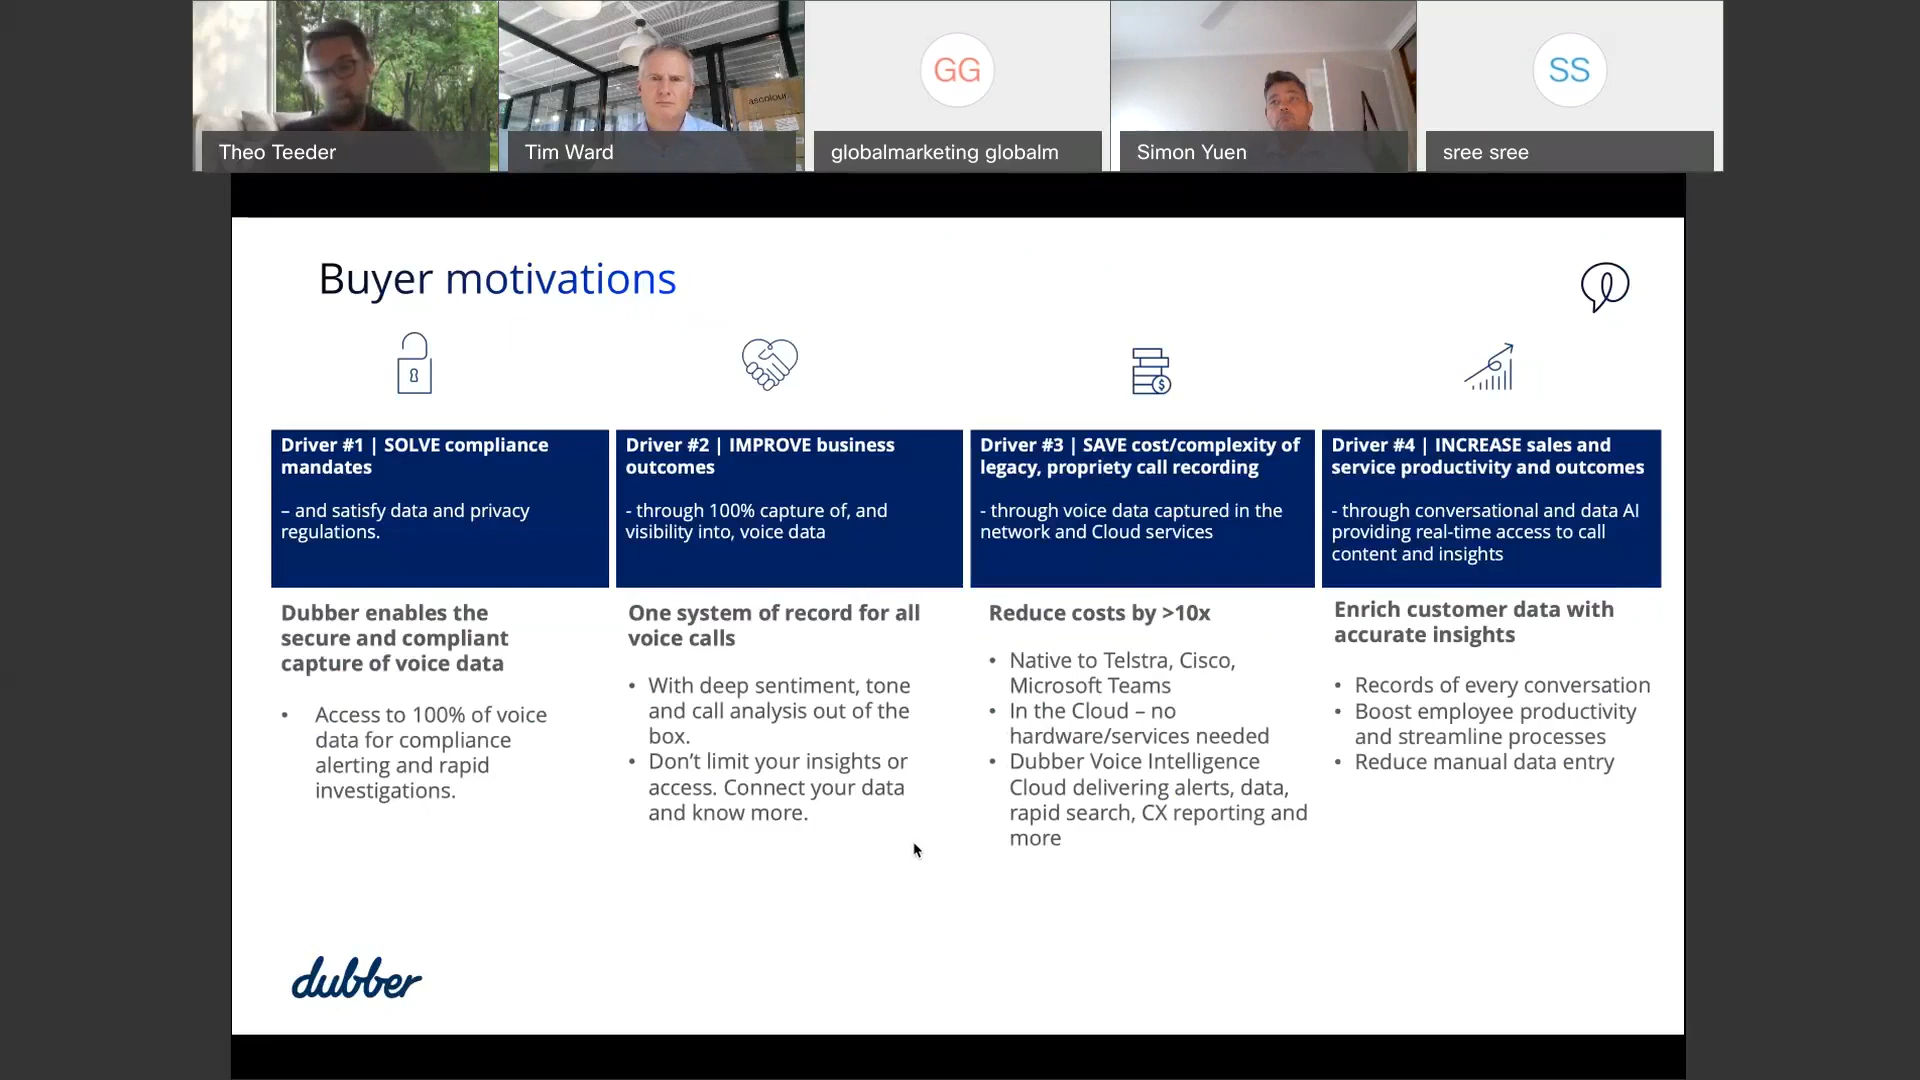 ascolour
GG
SS
Theo Teeder
Tim Ward
globalmarketing globalm
Simon Yuen
sree sree
Buyer motivations
Driver #1 | SOLVE compliance
mandates
– and satisfy data and privacy
regulations.
Driver #2 | IMPROVE business
outcomes
- through 100% capture of, and
visibility into, voice data
Driver #3 | SAVE cost/complexity of
legacy, propriety call recording
- through voice data captured in the
network and Cloud services
Driver #4 | INCREASE sales and
service productivity and outcomes
- through conversational and data AI
providing real-time access to call
content and insights
Dubber enables the
secure and compliant
capture of voice data
• Access to 100% of voice
data for compliance
alerting and rapid
investigations.
One system of record for all
voice calls
• With deep sentiment, tone
and call analysis out of the
box.
• Don’t limit your insights or
access. Connect your data
and know more.
Reduce costs by >10x
• Native to Telstra, Cisco,
Microsoft Teams
• In the Cloud – no
hardware/services needed
• Dubber Voice Intelligence
Cloud delivering alerts, data,
rapid search, CX reporting and
more
Enrich customer data with
accurate insights
• Records of every conversation
• Boost employee productivity
and streamline processes
• Reduce manual data entry
dubber